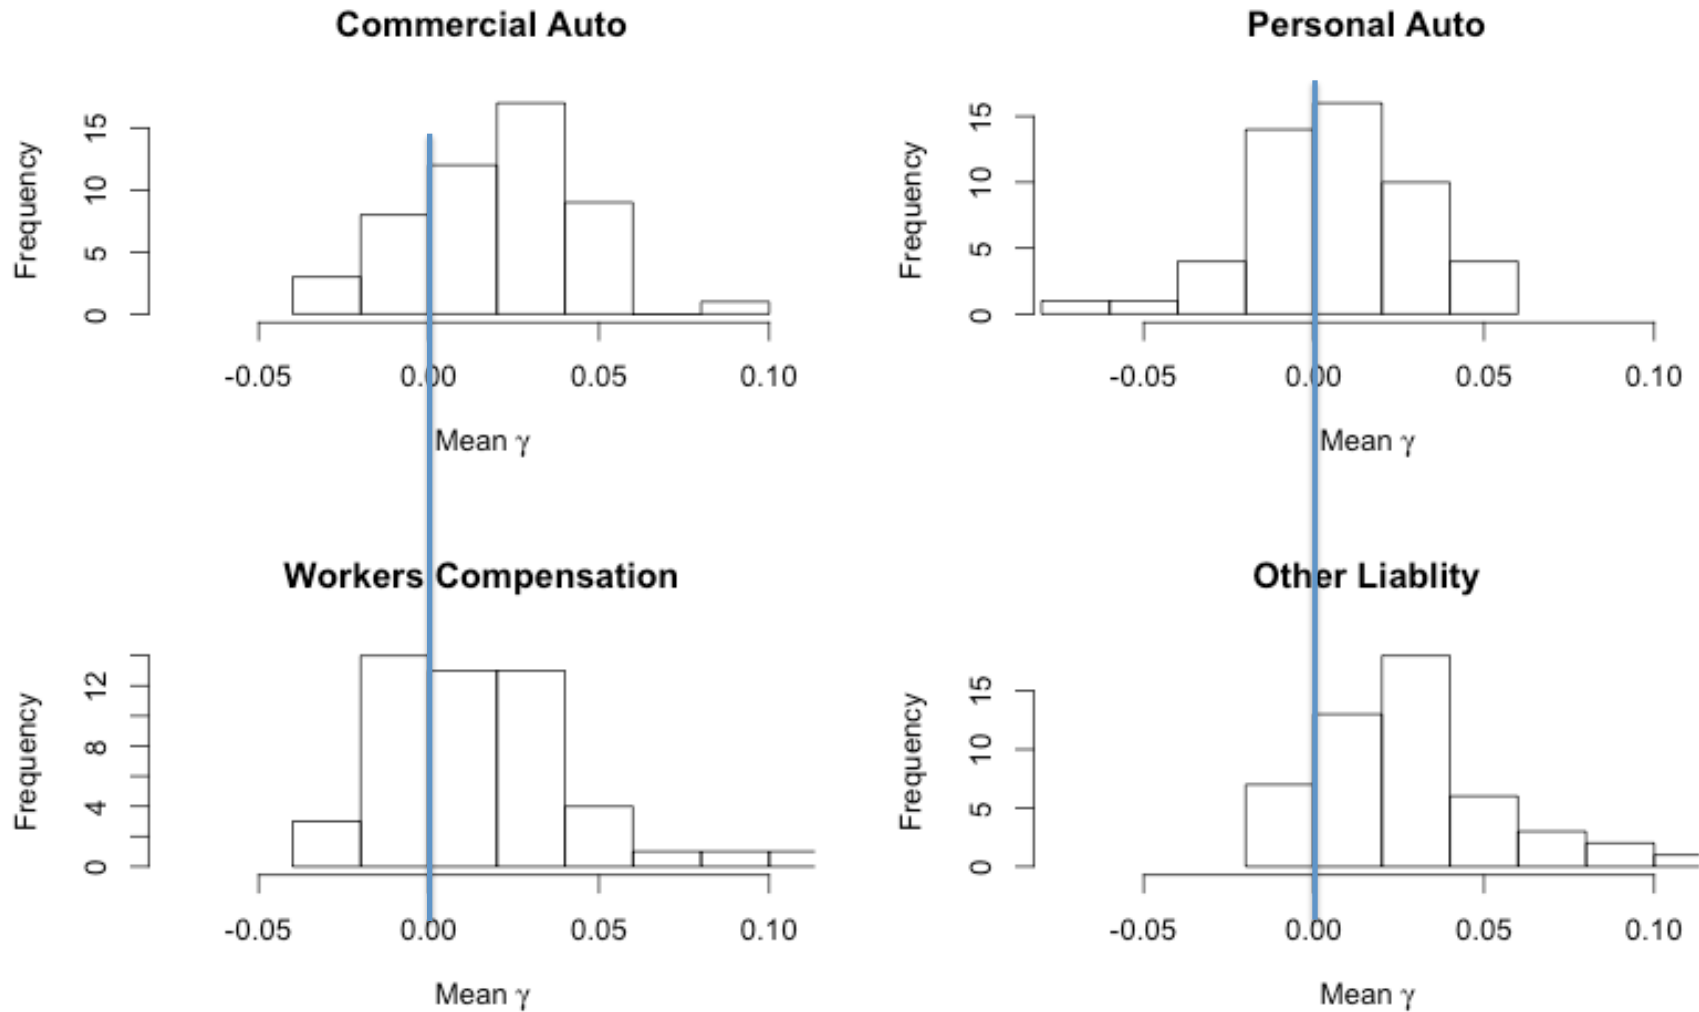 Commercial Auto
Frequency
15
10
5
0
-0.05 0.00 0.05 0.10
Mean γ
Personal Auto
Frequency
15
10
5
0
-0.05 0.00 0.05 0.10
Mean γ
Workers Compensation
Frequency
12
8
4
0
-0.05 0.00 0.05 0.10
Mean γ
Other Liablity
Frequency
15
10
5
0
-0.05 0.00 0.05 0.10
Mean γ